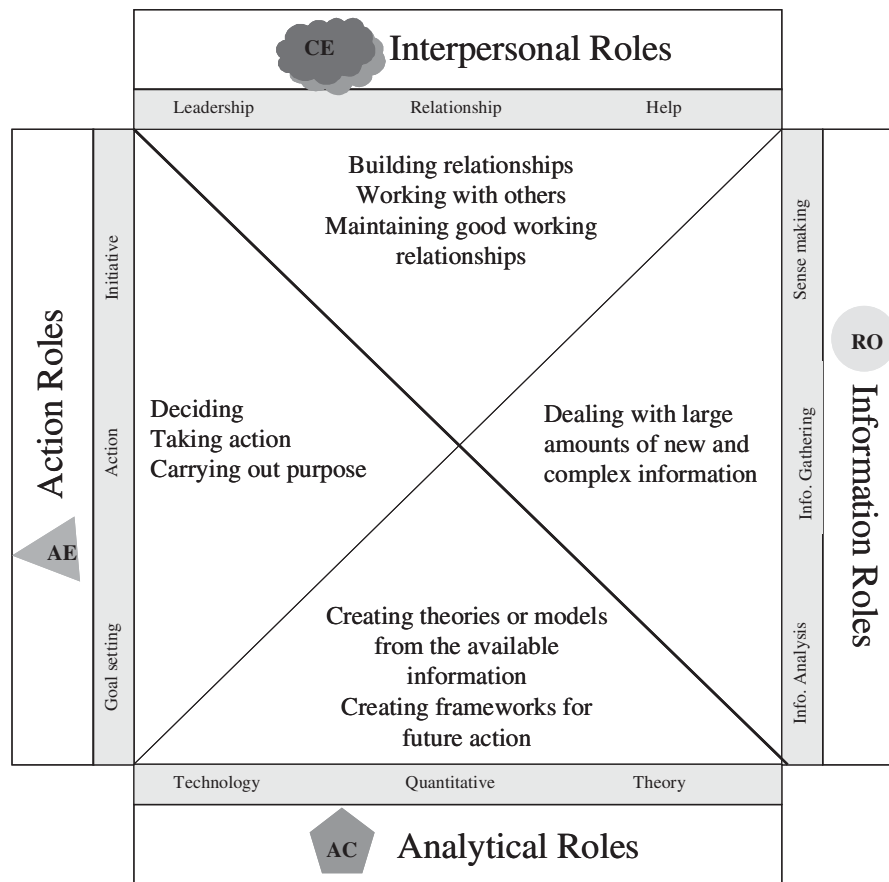 CE
Interpersonal Roles
Leadership
Relationship
Help
Building relationships
Working with others
Maintaining good working
relationships
Action Roles
AE
Initiative
Action
Goal setting
Deciding
Taking action
Carrying out purpose
Dealing with large
amounts of new and
complex information
Sense making
Info. Gathering
Info. Analysis
RO
Information Roles
Creating theories or models
from the available
information
Creating frameworks for
future action
Technology
Quantitative
Theory
AC
Analytical Roles